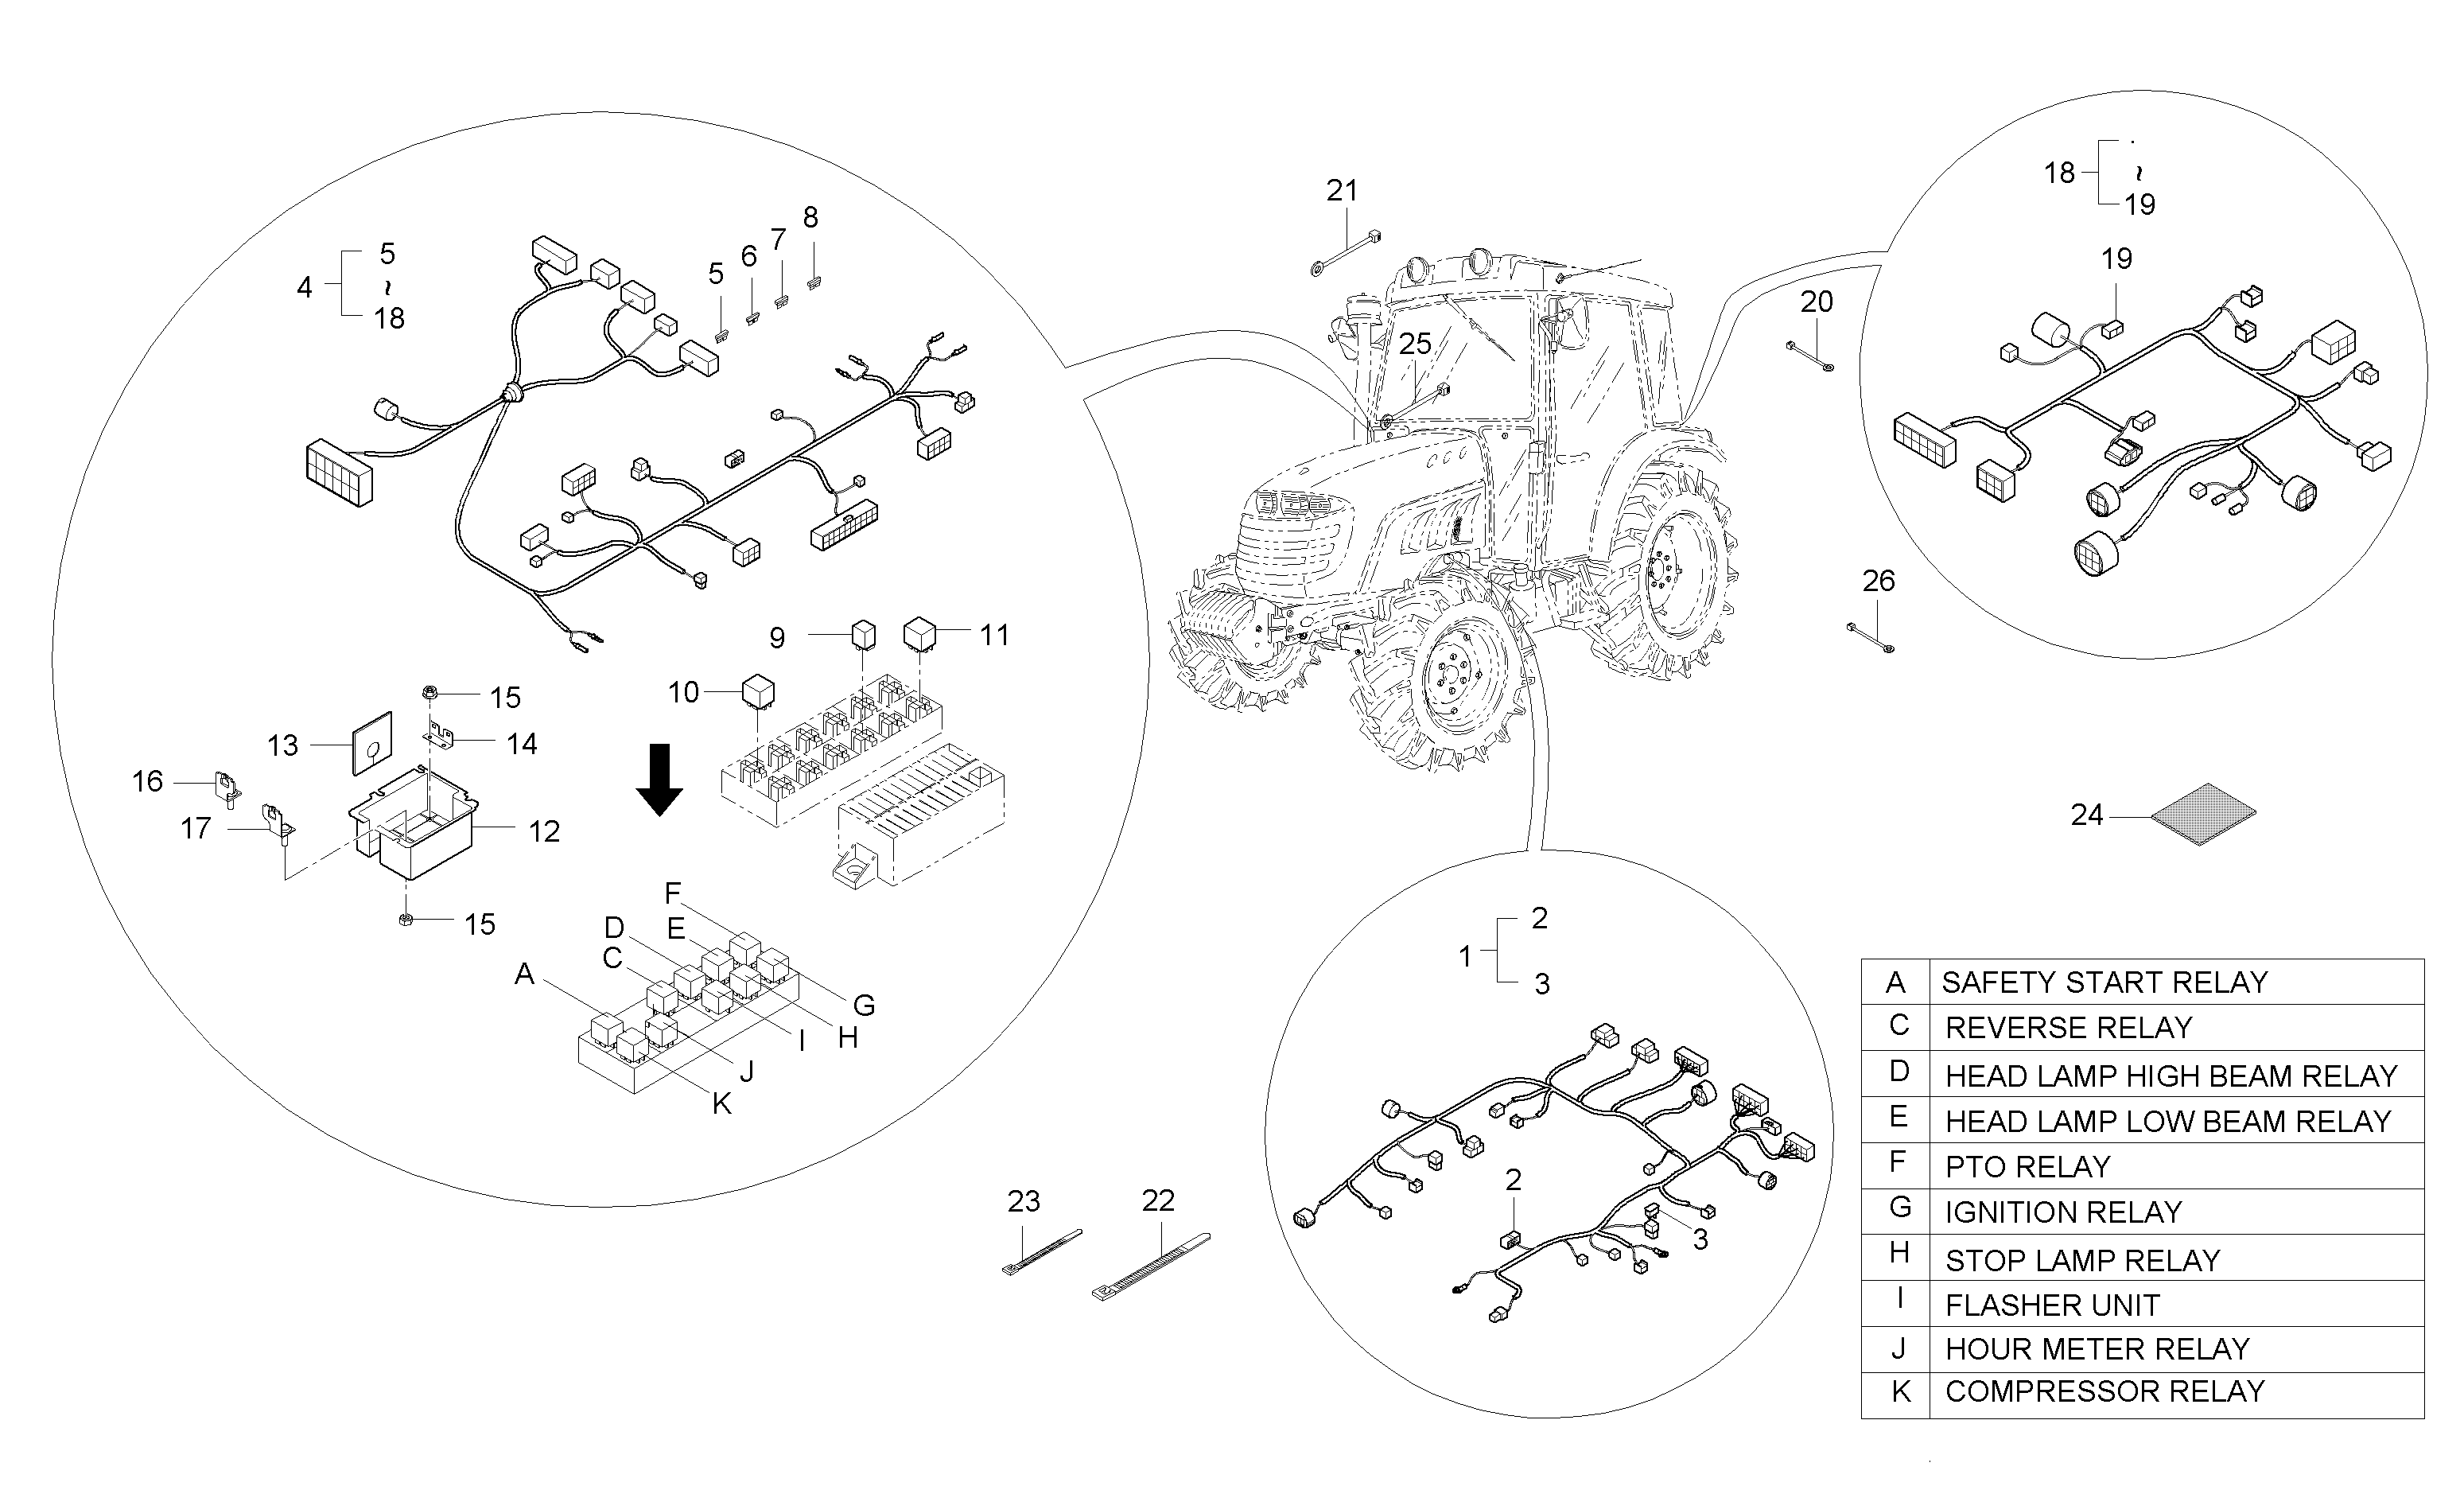 5
4 ~
18
5 6 7 8
21
18 ~
19
19
20
25
26
9
11
10
15
14
13
16
17
12
15
24
F
D E
C
A
G
H
I
J
K
2
1
3
23 22
2
3
A SAFETY START RELAY
C REVERSE RELAY
D HEAD LAMP HIGH BEAM RELAY
E HEAD LAMP LOW BEAM RELAY
F PTO RELAY
G IGNITION RELAY
H STOP LAMP RELAY
I FLASHER UNIT
J HOUR METER RELAY
K COMPRESSOR RELAY